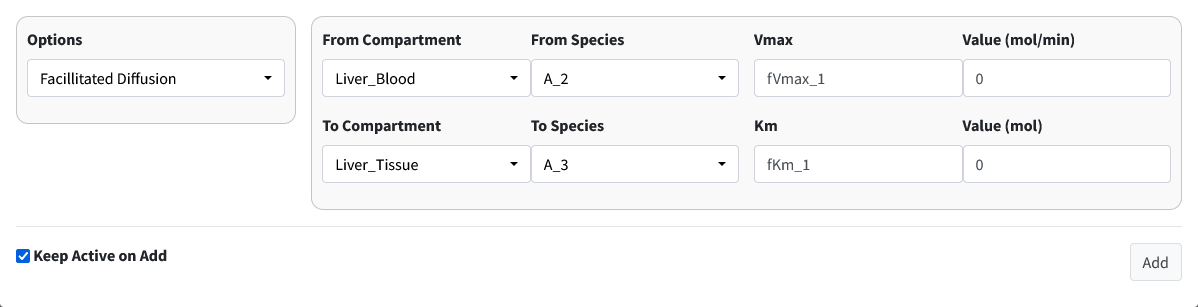 Options
Facillitated Diffusion
From Compartment From Species Vmax Value (mol/min)
Liver_Blood A_2 fVmax_1 0
To Compartment To Species Km Value (mol)
Liver_Tissue A_3 fKm_1 0
Keep Active on Add
Add